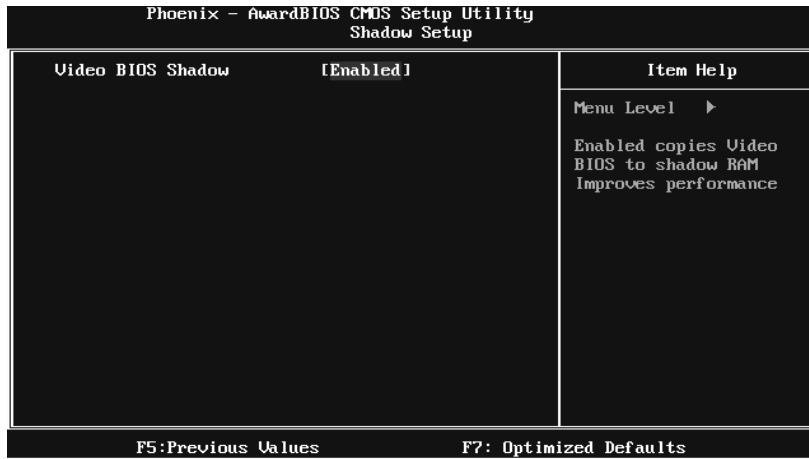 Phoenix – AwardBIOS CMOS Setup Utility
Shadow Setup
Video BIOS Shadow [Enabled]
Item Help
Menu Level
Enabled copies Video
BIOS to shadow RAM
Improves performance
F5:Previous Values F7: Optimized Defaults